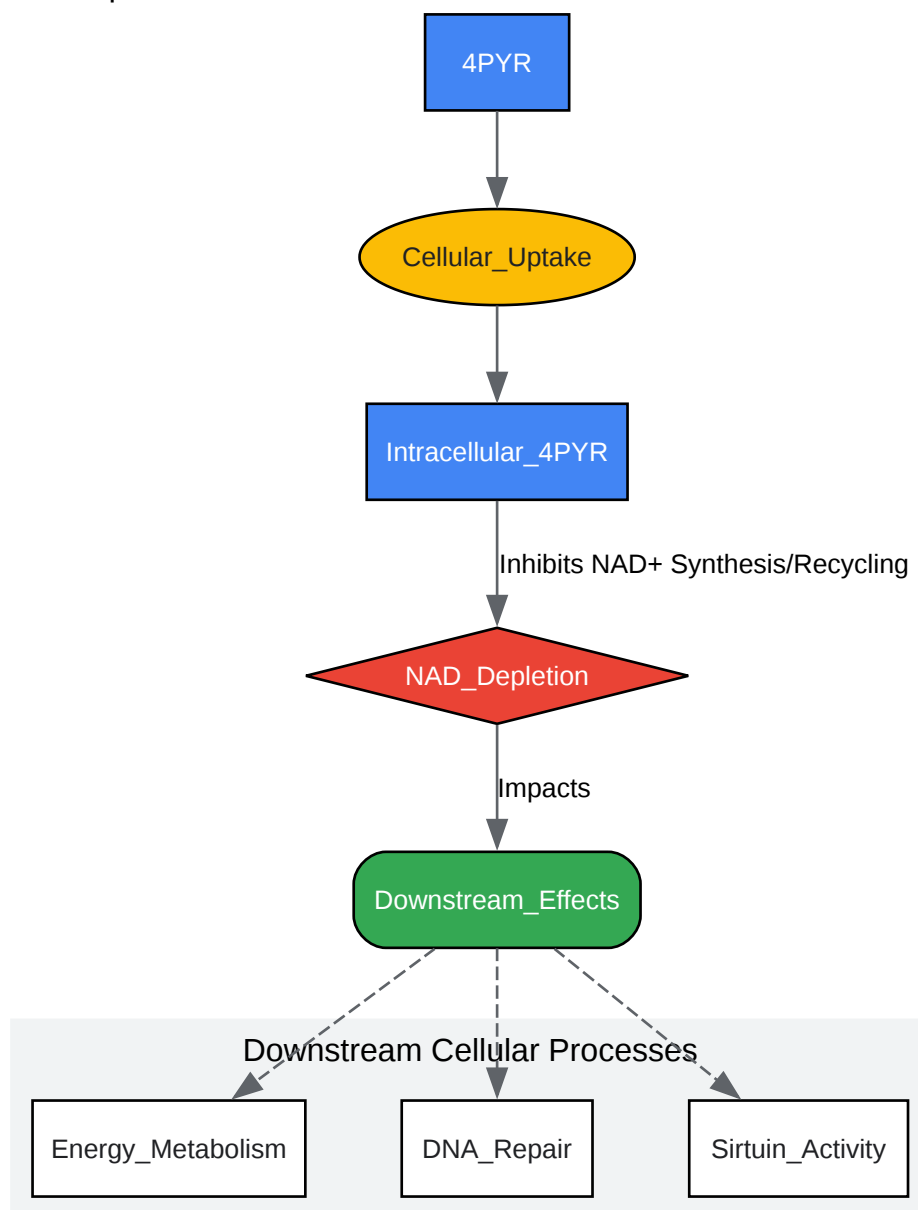 4PYR
Cellular_Uptake
Intracellular_4PYR
Inhibits NAD+ Synthesis/Recycling
NAD_Depletion
Impacts
Downstream_Effects
Downstream Cellular Processes
Energy_Metabolism
DNA_Repair
Sirtuin_Activity